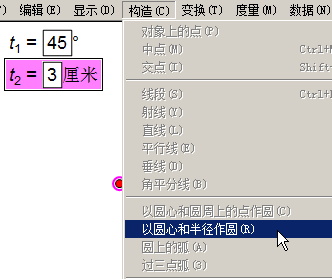 T) 编辑(E) 显示(D) 构造(C) 变换(T) 度量(M) 数据(N)
t1 = 45 °
t2 = 3 厘米
对象上的点(P)
中点(M) Ctrl+M
交点(I) Shift+
线段(S) Ctrl+
射线(Y)
直线(L)
平行线(E)
垂线(D)
角平分线(B)
以圆心和圆周上的点作圆(C)
以圆心和半径作圆(R)
圆上的弧(A)
过三点弧(3)